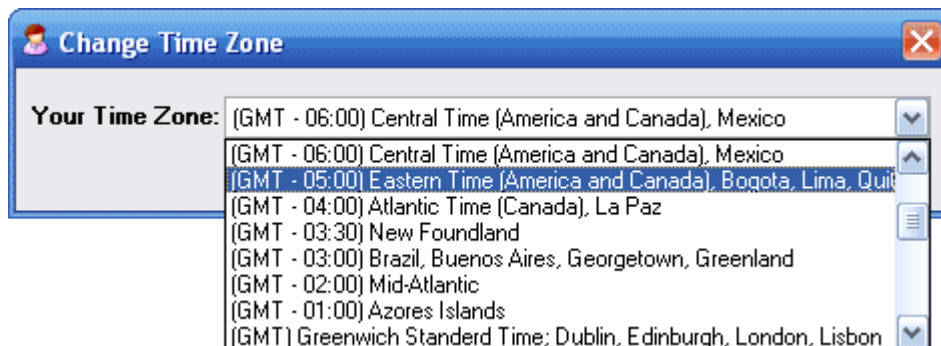 Change Time Zone
Your Time Zone: (GMT - 06:00) Central Time (America and Canada), Mexico
(GMT - 06:00) Central Time (America and Canada), Mexico
(GMT - 05:00) Eastern Time (America and Canada), Bogota, Lima,
(GMT - 04:00) Atlantic Time (Canada), La Paz
(GMT - 03:30) New Foundland
(GMT - 03:00) Brazil, Buenos Aires, Georgetown, Greenland
(GMT - 02:00) Mid-Atlantic
(GMT - 01:00) Azores Islands
(GMT) Greenwich Standerd Time; Dublin, Edinburgh, London, Lisbon